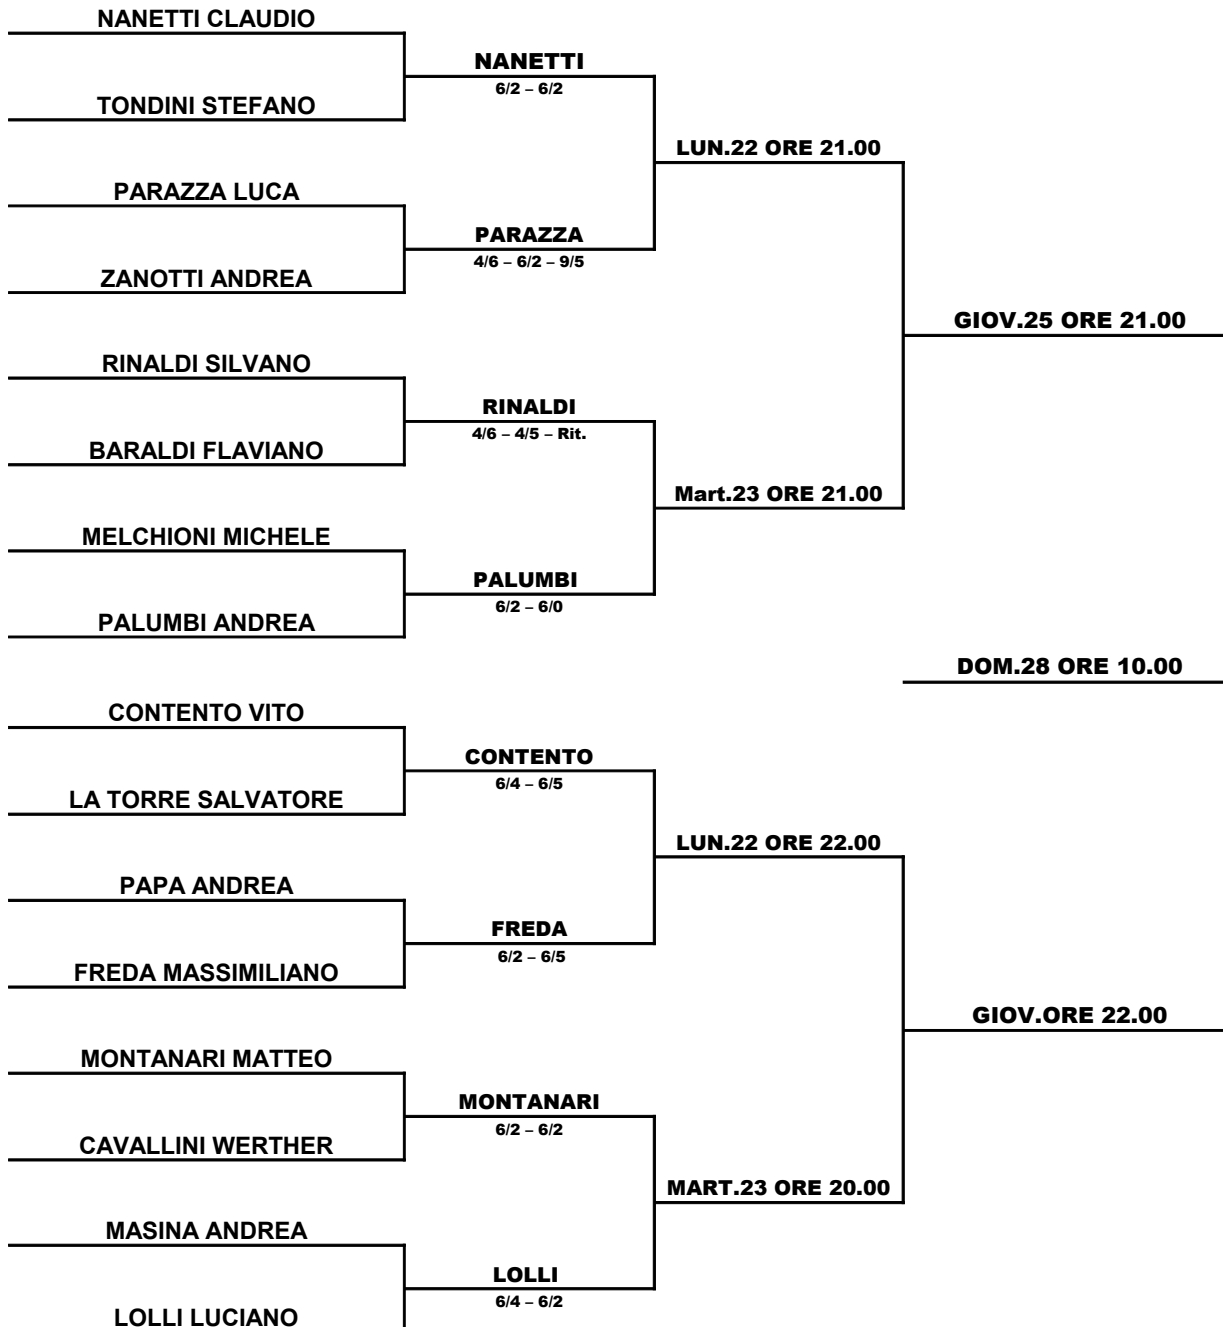 NANETTI CLAUDIO
NANETTI
6/2 – 6/2
TONDINI STEFANO
LUN.22 ORE 21.00
PARAZZA LUCA
PARAZZA
4/6 – 6/2 – 9/5
ZANOTTI ANDREA
GIOV.25 ORE 21.00
RINALDI SILVANO
RINALDI
4/6 – 4/5 – Rit.
BARALDI FLAVIANO
Mart.23 ORE 21.00
MELCHIONI MICHELE
PALUMBI
6/2 – 6/0
PALUMBI ANDREA
DOM.28 ORE 10.00
CONTENTO VITO
CONTENTO
6/4 – 6/5
LA TORRE SALVATORE
LUN.22 ORE 22.00
PAPA ANDREA
FREDA
6/2 – 6/5
FREDA MASSIMILIANO
GIOV.ORE 22.00
MONTANARI MATTEO
MONTANARI
6/2 – 6/2
CAVALLINI WERTHER
MART.23 ORE 20.00
MASINA ANDREA
LOLLI
6/4 – 6/2
LOLLI LUCIANO